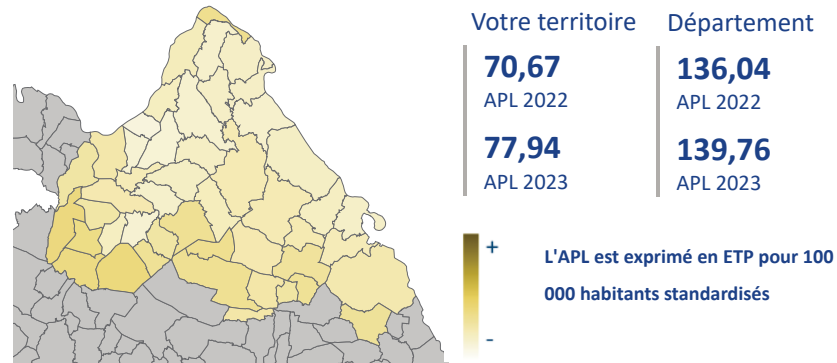 Votre territoire
Département
70,67
APL 2022
136,04
APL 2022
77,94
APL 2023
139,76
APL 2023
+
-
L'APL est exprimé en ETP pour 100
000 habitants standardisés